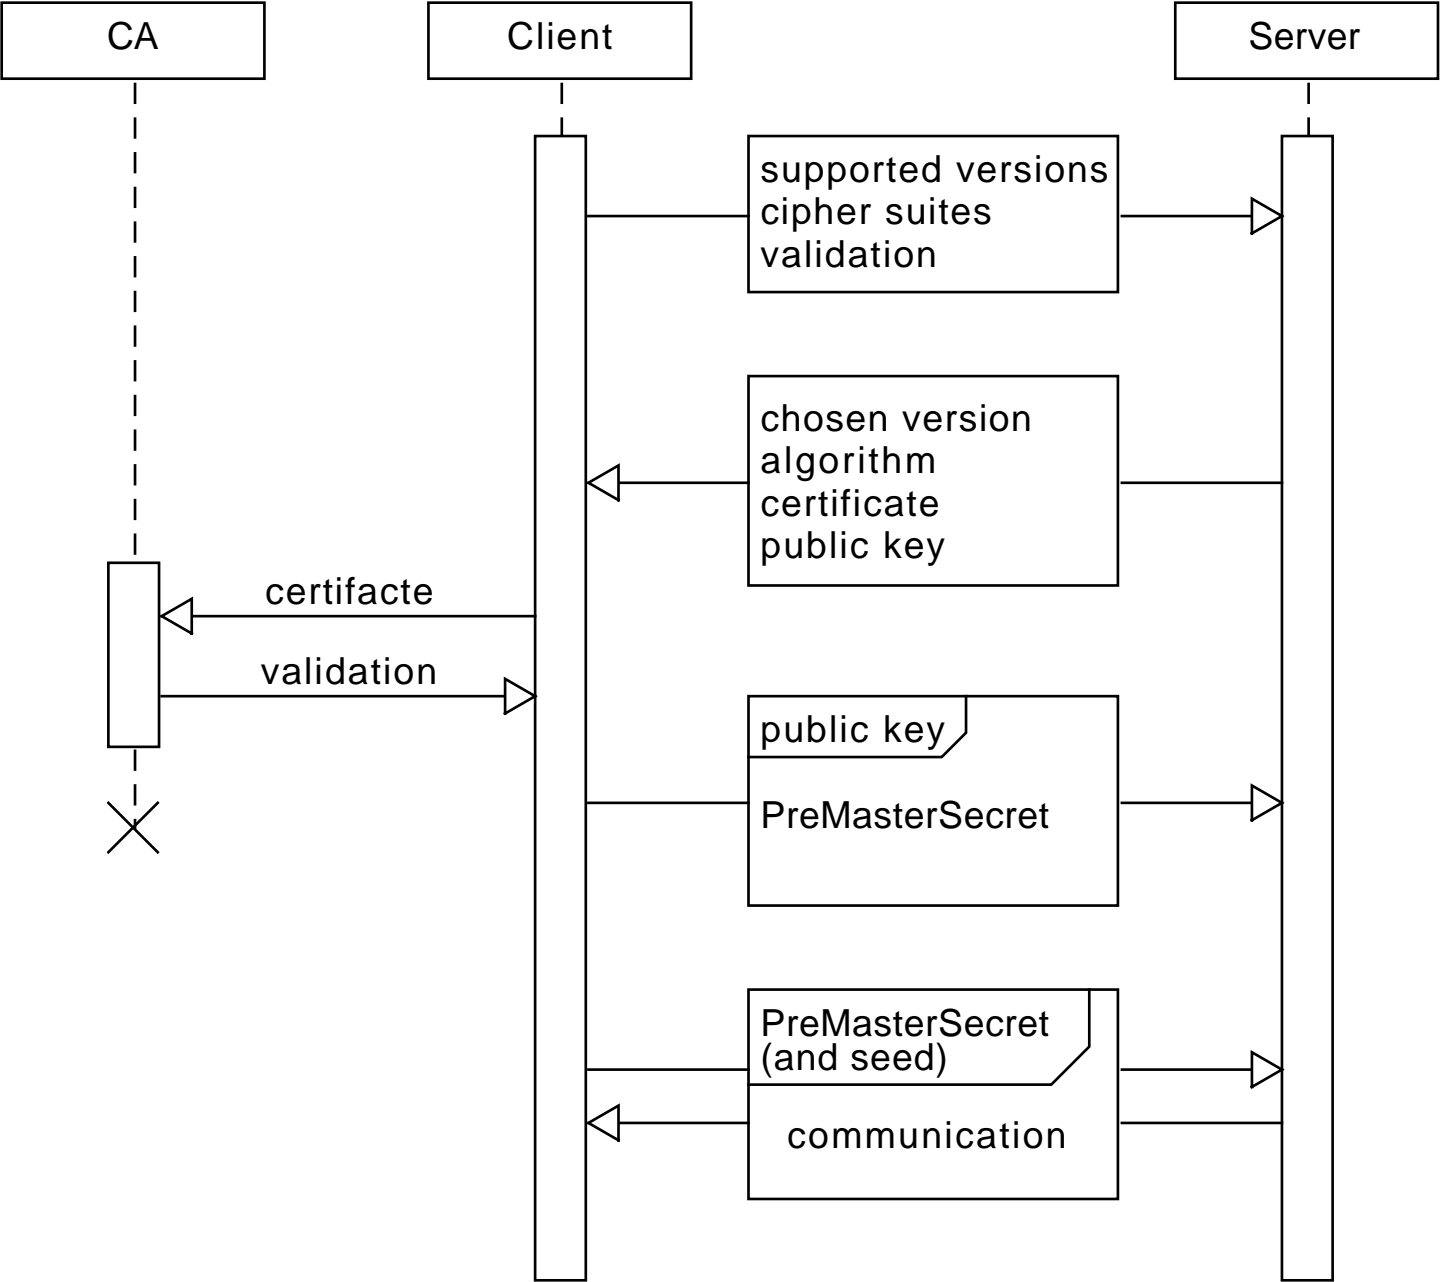 CA
Client
Server
supported versions
cipher suites
validation
chosen version
algorithm
certificate
public key
certifacte
validation
public key
PreMasterSecret
PreMasterSecret
(and seed)
communication